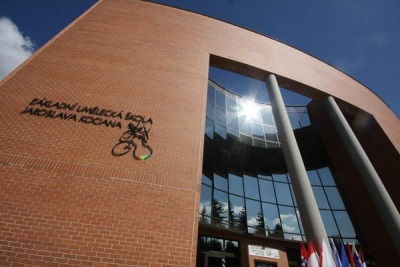 ZÁKLADNÍ UMĚLECKÁ ŠKOLA
JAROSLAVA KOCIANA